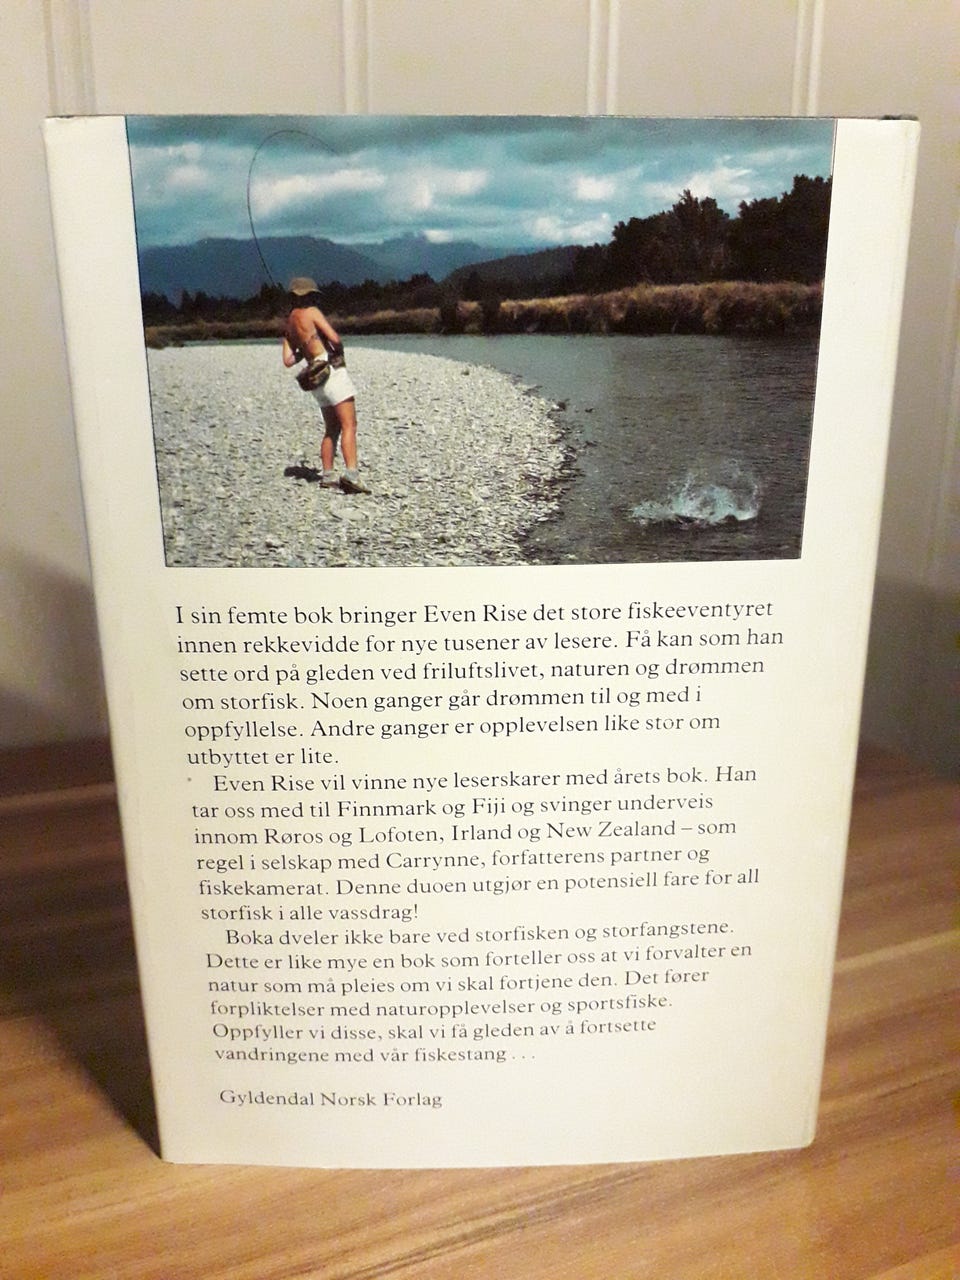 I sin femte bok bringer Even Rise det store fiskeeventyret
innen rekkevidde for nye tusener av lesere. Få kan som han
sette ord på gleden ved friluftslivet, naturen og drømmen
om storfisk. Noen ganger går drømmen til og med i
oppfyllelse. Andre ganger er opplevelsen like stor om
utbyttet er lite.
Even Rise vil vinne nye leserskarer med årets bok. Han
tar oss med til Finnmark og Fiji og svinger underveis
innom Røros og Lofoten, Irland og New Zealand – som
regel i selskap med Carrynne, forfatterens partner og
fiskekamerat. Denne duoen utgjør en potensiell fare for all
storfisk i alle vassdrag!
Boka dveler ikke bare ved storfisken og storfangstene.
Dette er like mye en bok som forteller oss at vi forvalter en
natur som må pleies om vi skal fortjene den. Det fører
forpliktelser med naturopplevelser og sportsfiske.
Oppfyller vi disse, skal vi få gleden av å fortsette
vandringene med vår fiskestang . . .
Gyldendal Norsk Forlag